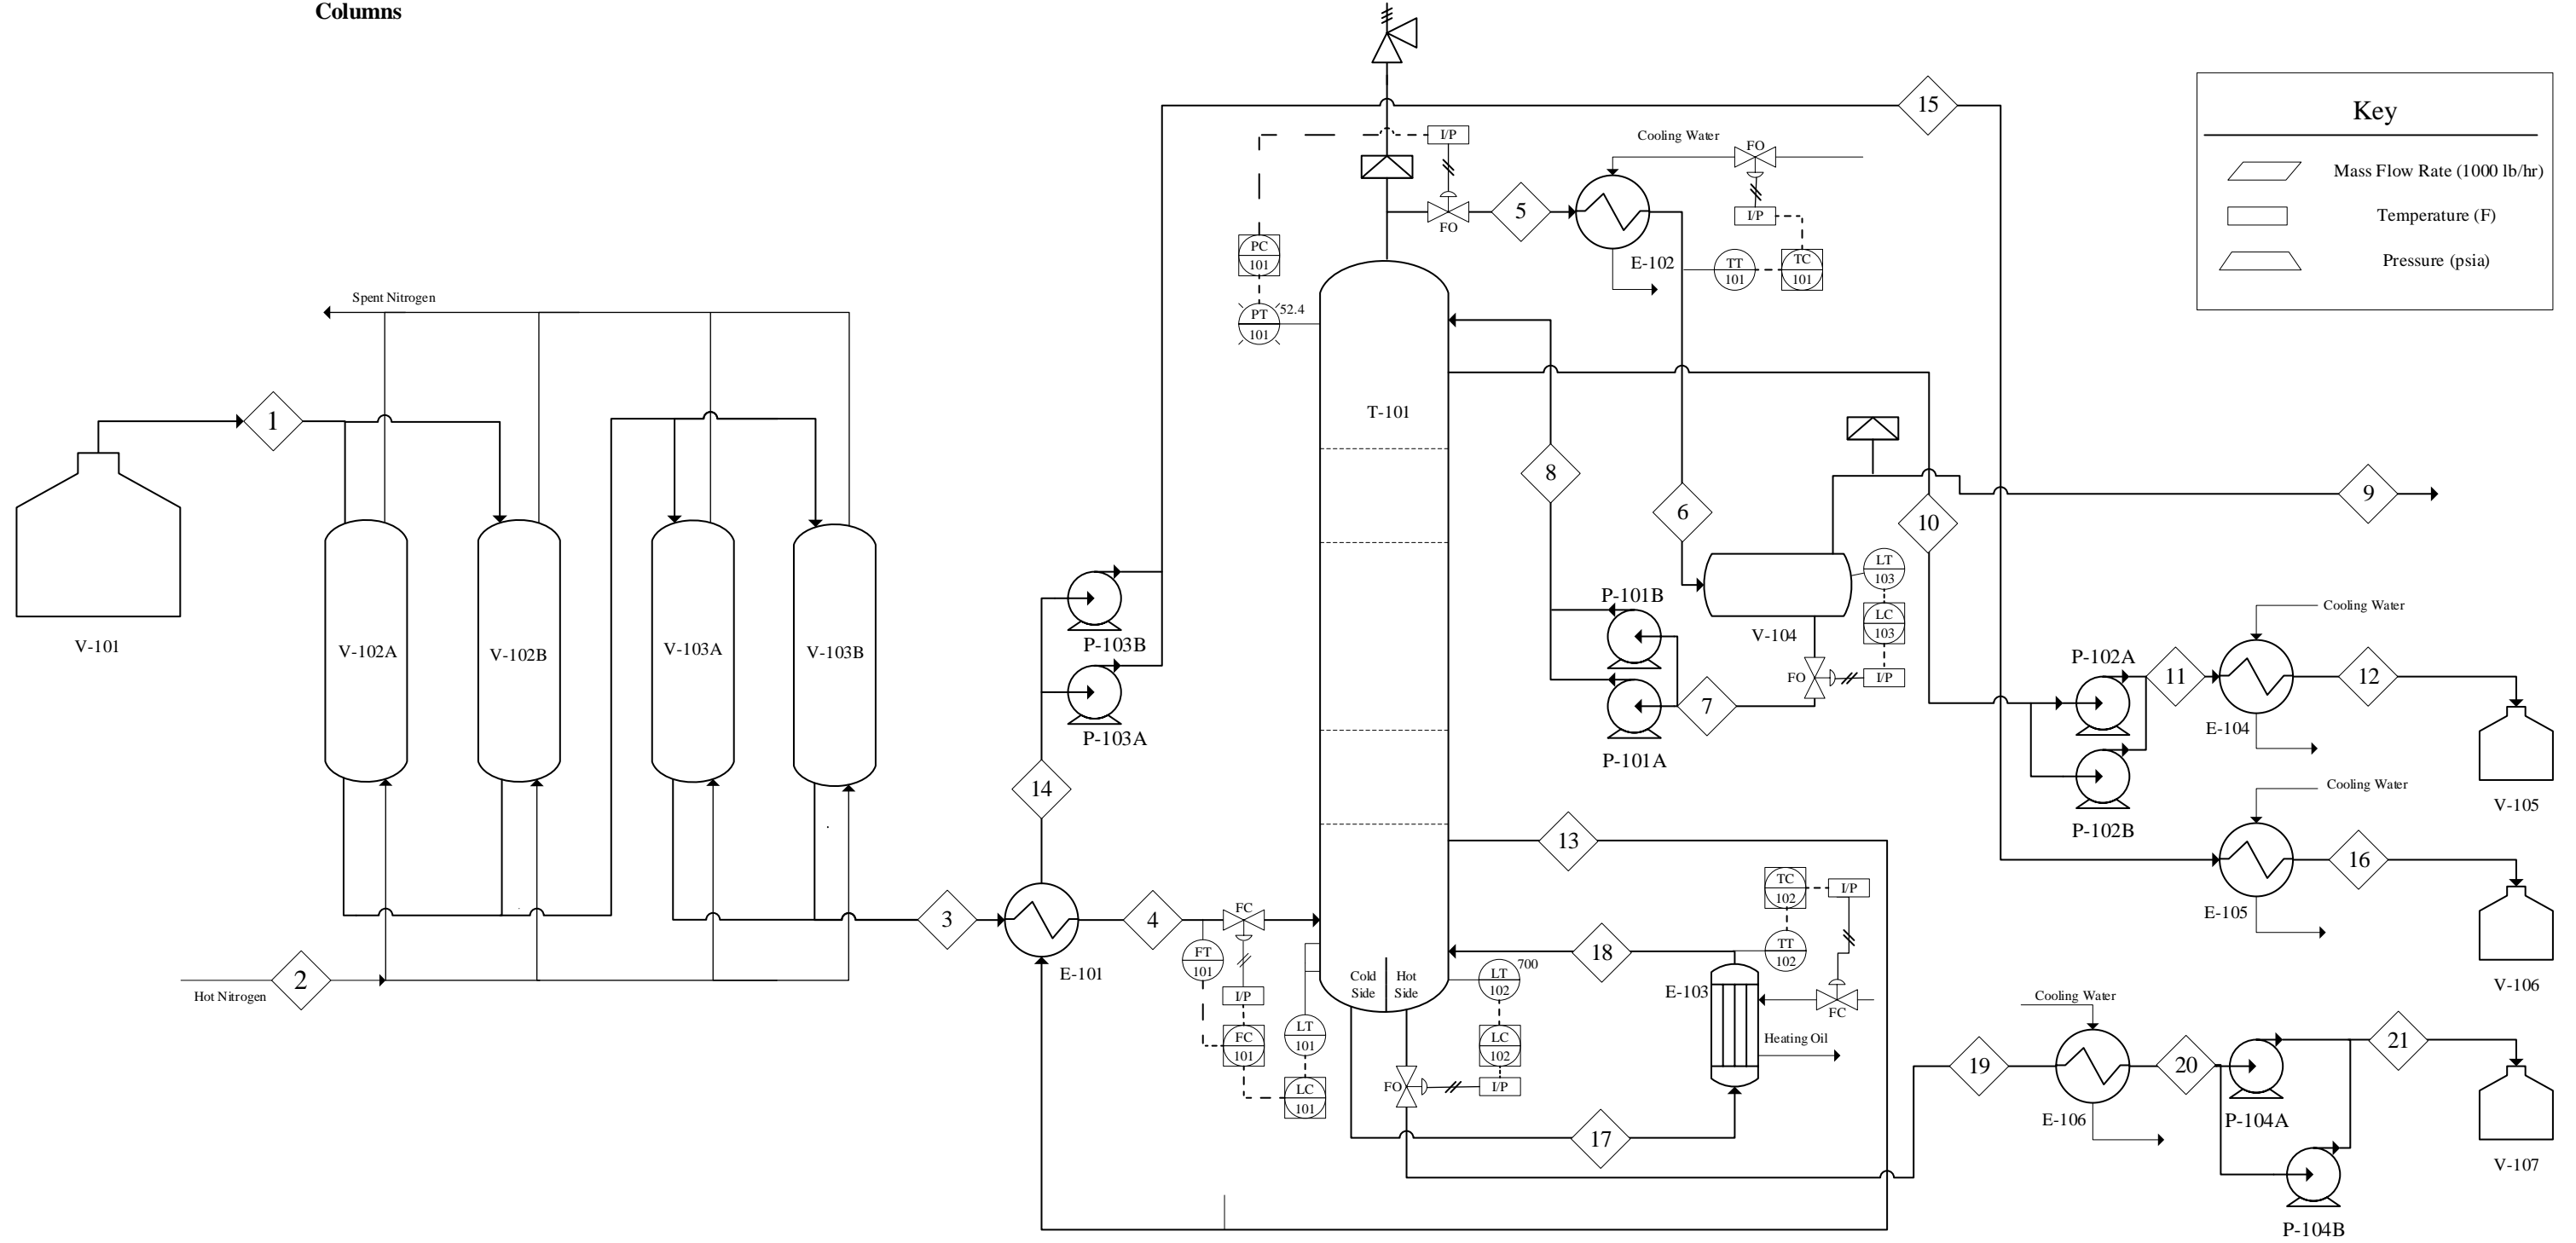 Columns
I/P
15
Cooling Water
FO
Key
Mass Flow Rate (1000 lb/hr)
Temperature (F)
Pressure (psia)
5
FO
I/P
PC
101
E-102
TT
101
TC
101
Spent Nitrogen
PT
101
52.4
1
T-101
8
6
10
9
V-101
V-102A
V-102B
V-103A
V-103B
P-103B
P-103A
P-101B
P-101A
7
V-104
LT
103
LC
103
FO
I/P
Cooling Water
P-102A
11
12
E-104
P-102B
V-105
Cooling Water
14
13
16
E-105
V-106
3
4
FC
E-101
FT
101
I/P
FC
101
LT
101
LC
101
Cold
Side
Hot
Side
18
TC
102
I/P
TT
102
LT
102
700
E-103
FC
LC
102
Heating Oil
FO
I/P
17
2
Hot Nitrogen
Cooling Water
19
E-106
20
P-104A
21
P-104B
V-107